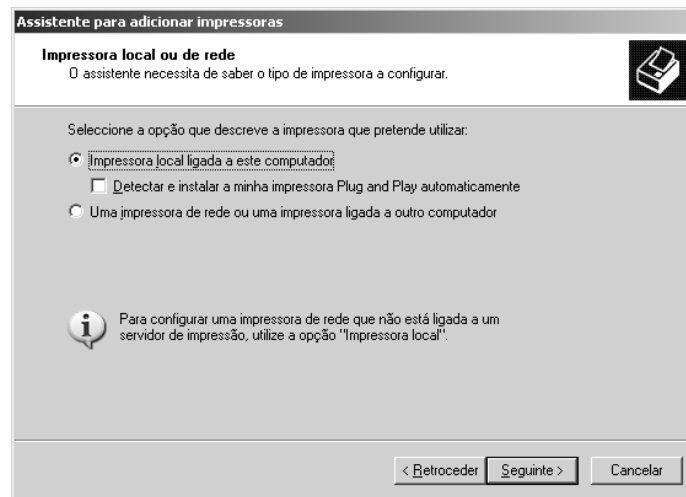 Assistente para adicionar impressoras
Impressora local ou de rede
O assistente necessita de saber o tipo de impressora a configurar.
Seleccione a opção que descreve a impressora que pretende utilizar:
Impressora local ligada a este computador
Detectar e instalar a minha impressora Plug and Play automaticamente
Uma impressora de rede ou uma impressora ligada a outro computador
Para configurar uma impressora de rede que não está ligada a um
servidor de impressão, utilize a opção "Impressora local".
< Retroceder Seguinte > Cancelar